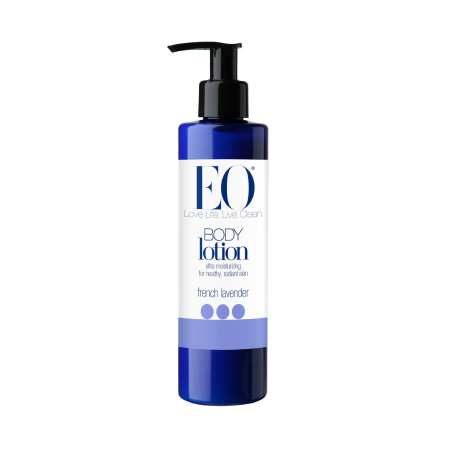 EO®
Love Life. Live Clean.
BODY
lotion
ultra moisturizing
for healthy, radiant skin
french lavender